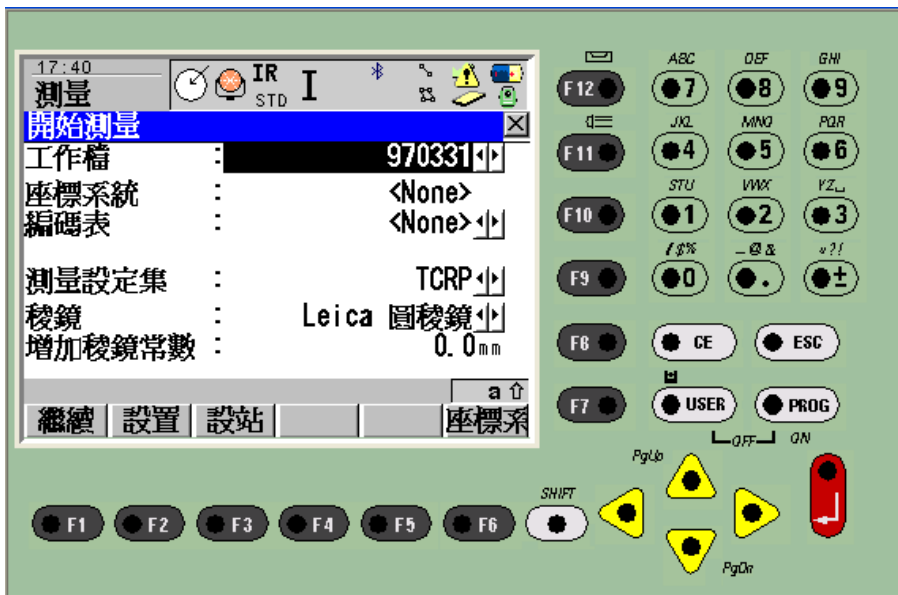 17:40
測量
IR
STD
I
開始測量
工作檔 : 970331
座標系統 : <None>
編碼表 : <None>
測量設定集 : TCRP
稜鏡 : Leica 圓稜鏡
增加稜鏡常數 : 0.0mm
a ⇧
繼續 設置 設站 座標系
F12 ABC 7 DEF 8 GHI 9
F11 JKL 4 MNO 5 PQR 6
F10 STU 1 VWX 2 YZ␣ 3
F9 /$% 0 _@& . *?! ±
F8 CE ESC
F7 USER PROG
OFF ON
PgUp
SHIFT
F1 F2 F3 F4 F5 F6
PgDn